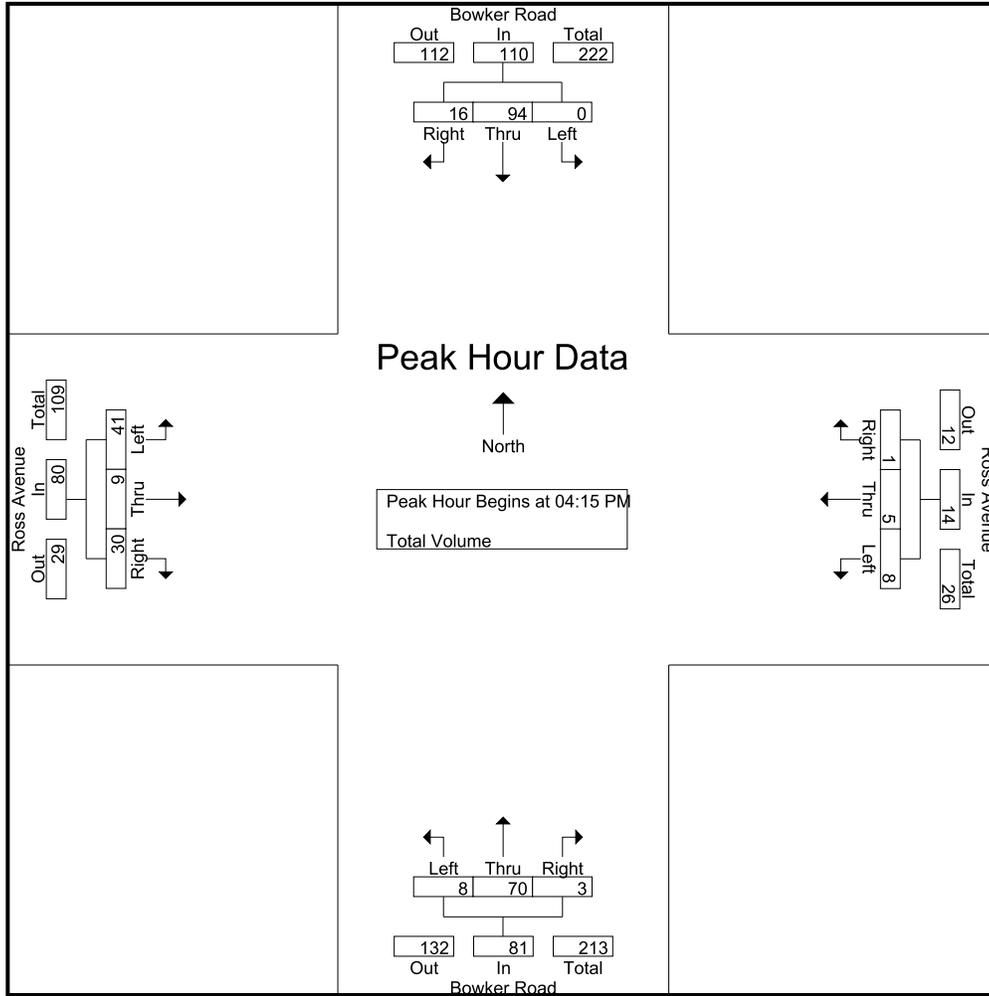 Bowker Road
Out In Total
112 110 222
16 94 0
Right Thru Left
Peak Hour Data
North
Peak Hour Begins at 04:15 PM
Total Volume
Ross Avenue
Out In Total
29 80 109
Left Thru Right
41 9 30
Ross Avenue
Out In Total
12 14 26
Right Thru Left
1 5 8
Left Thru Right
8 70 3
132 81 213
Out In Total
Bowker Road